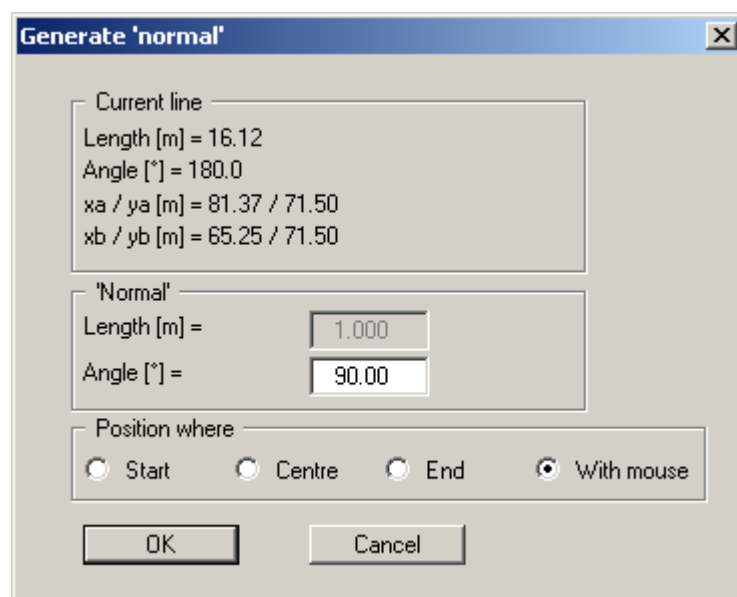 Generate 'normal'
Current line
Length [m] = 16.12
Angle [°] = 180.0
xa / ya [m] = 81.37 / 71.50
xb / yb [m] = 65.25 / 71.50
'Normal'
Length [m] = 1.000
Angle [°] = 90.00
Position where
Start Centre End With mouse
OK Cancel